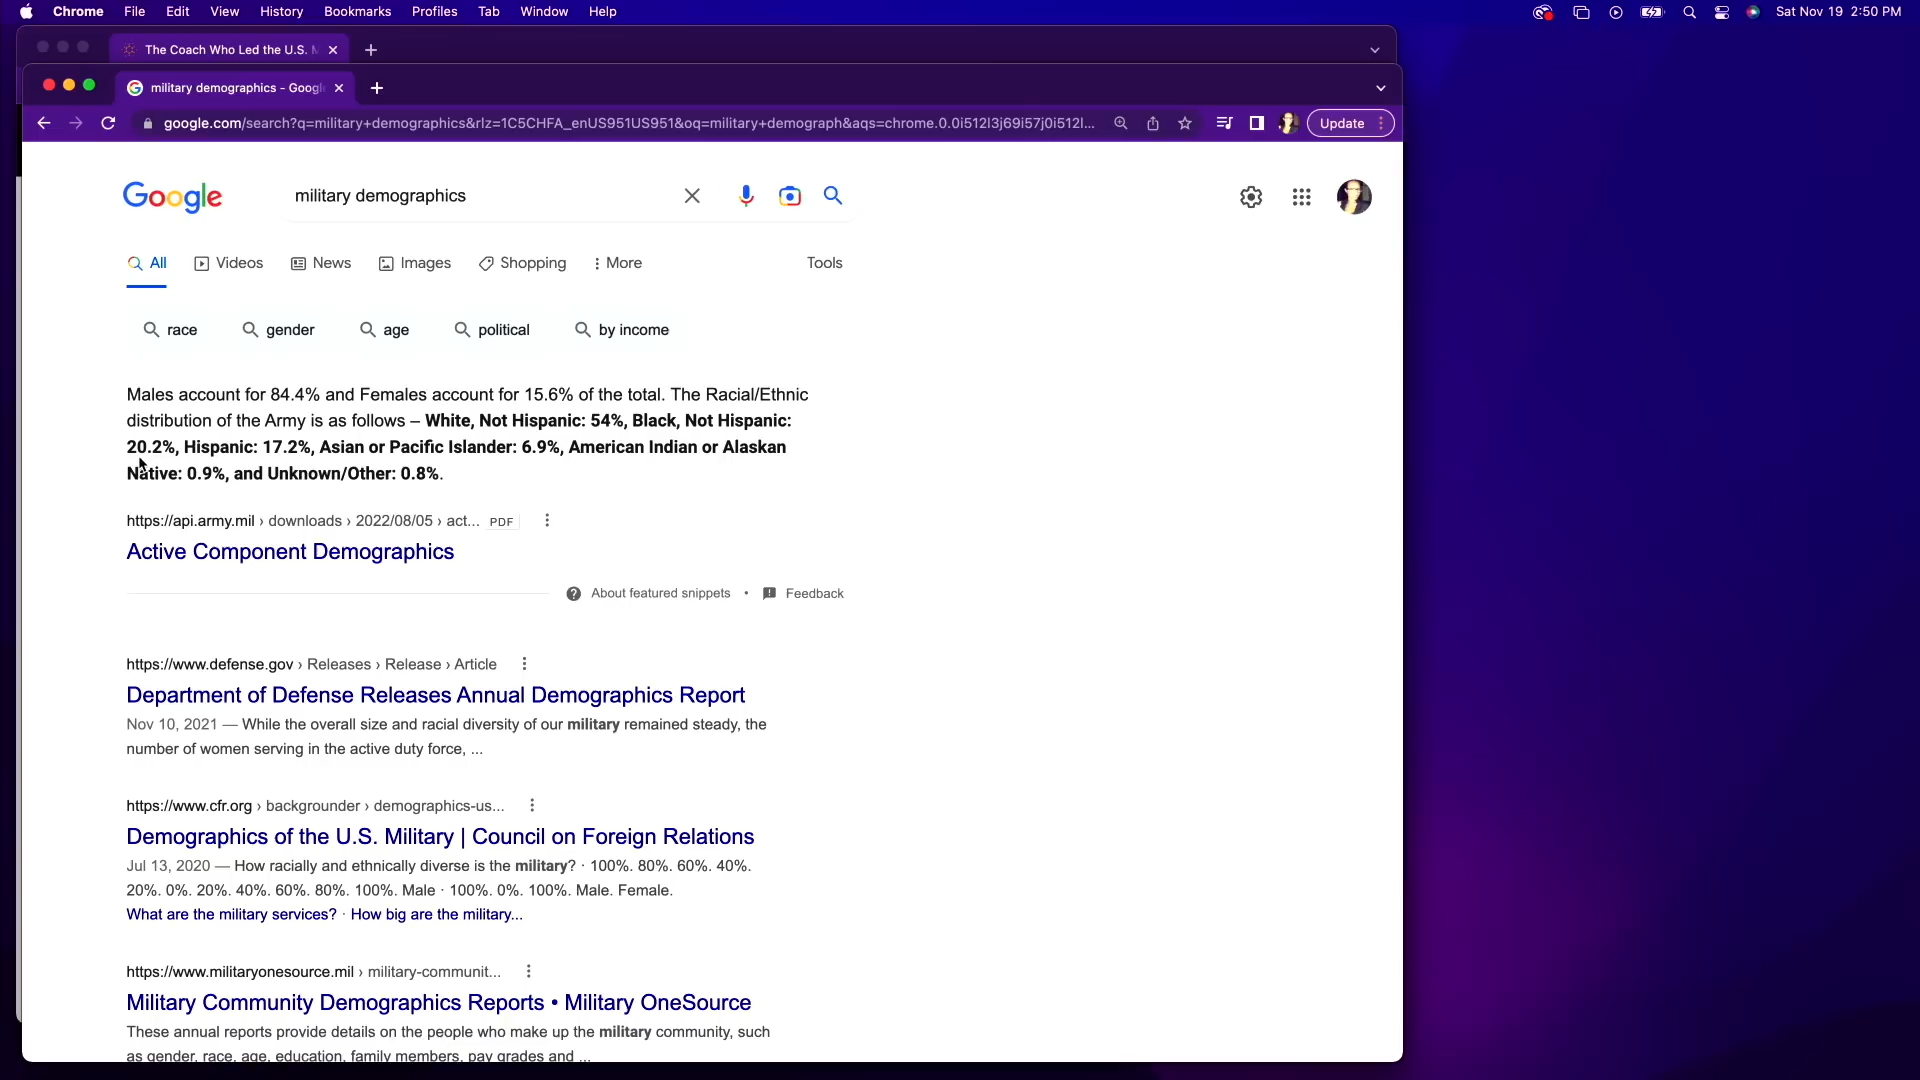 Chrome File Edit View History Bookmarks Profiles Tab Window Help Sat Nov 19 2:50 PM
The Coach Who Led the U.S.
military demographics - Googl
google.com/search?q=military+demographics&rlz=1C5CHFA_enUS951US951&oq=military+demograph&aqs=chrome.0.0i512l3j69i57j0i512l... Update
Google military demographics
All Videos News Images Shopping More Tools
race gender age political by income
Males account for 84.4% and Females account for 15.6% of the total. The Racial/Ethnic
distribution of the Army is as follows – White, Not Hispanic: 54%, Black, Not Hispanic:
20.2%, Hispanic: 17.2%, Asian or Pacific Islander: 6.9%, American Indian or Alaskan
Native: 0.9%, and Unknown/Other: 0.8%.
https://api.army.mil › downloads › 2022/08/05 › act... PDF
Active Component Demographics
About featured snippets • Feedback
https://www.defense.gov › Releases › Release › Article
Department of Defense Releases Annual Demographics Report
Nov 10, 2021 — While the overall size and racial diversity of our military remained steady, the
number of women serving in the active duty force, ...
https://www.cfr.org › backgrounder › demographics-us...
Demographics of the U.S. Military | Council on Foreign Relations
Jul 13, 2020 — How racially and ethnically diverse is the military? · 100%. 80%. 60%. 40%.
20%. 0%. 20%. 40%. 60%. 80%. 100%. Male · 100%. 0%. 100%. Male. Female.
What are the military services? · How big are the military...
https://www.militaryonesource.mil › military-communit...
Military Community Demographics Reports • Military OneSource
These annual reports provide details on the people who make up the military community, such
as gender, race, age, education, family members, pay grades and ...